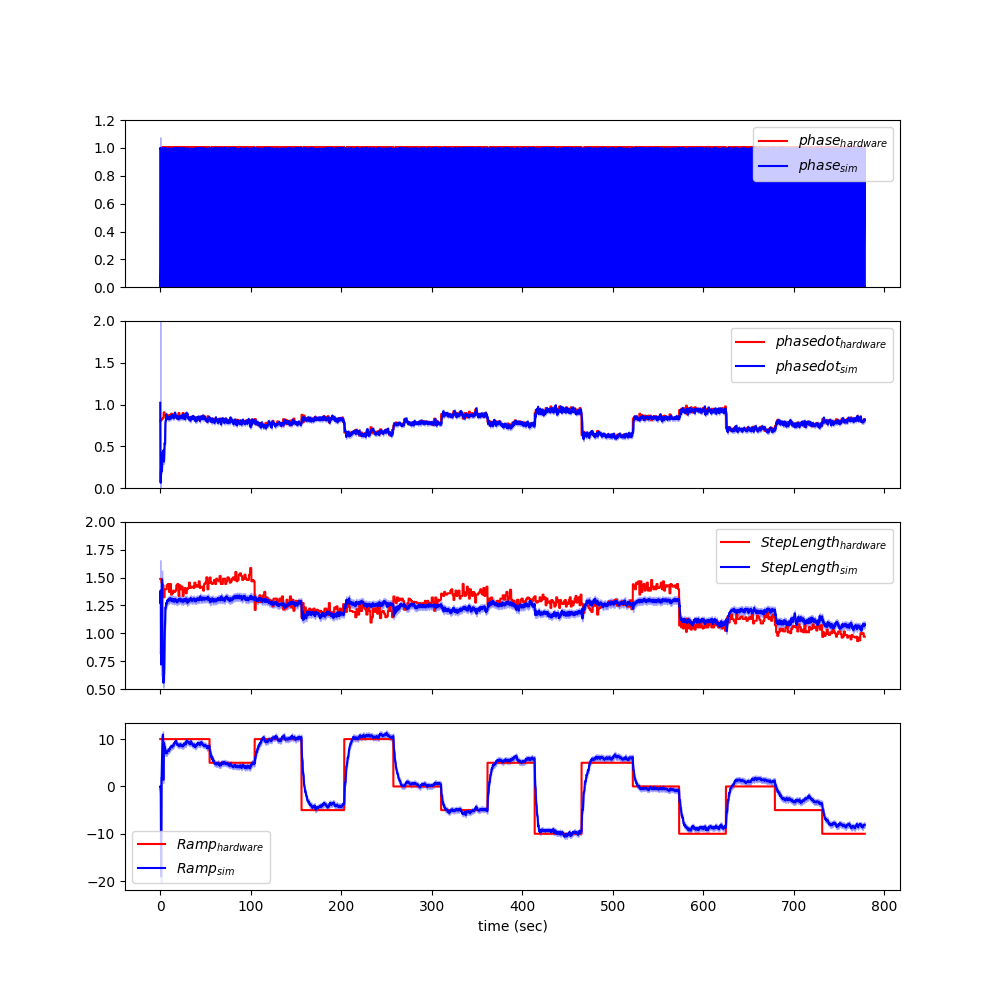 1.2
1.0
0.8
0.6
0.4
0.2
0.0
phase_hardware
phase_sim
2.0
1.5
1.0
0.5
0.0
phasedot_hardware
phasedot_sim
2.00
1.75
1.50
1.25
1.00
0.75
0.50
StepLength_hardware
StepLength_sim
10
0
−10
−20
Ramp_hardware
Ramp_sim
0 100 200 300 400 500 600 700 800
time (sec)